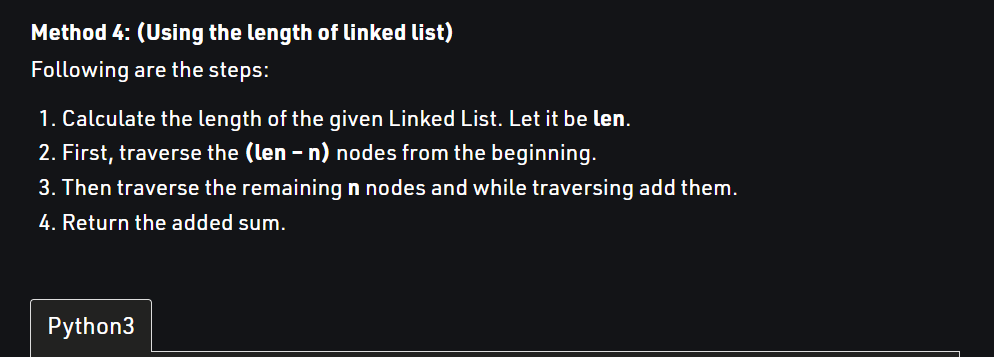 Method 4: (Using the length of linked list)
Following are the steps:
1. Calculate the length of the given Linked List. Let it be len.
2. First, traverse the (len – n) nodes from the beginning.
3. Then traverse the remaining n nodes and while traversing add them.
4. Return the added sum.
Python3